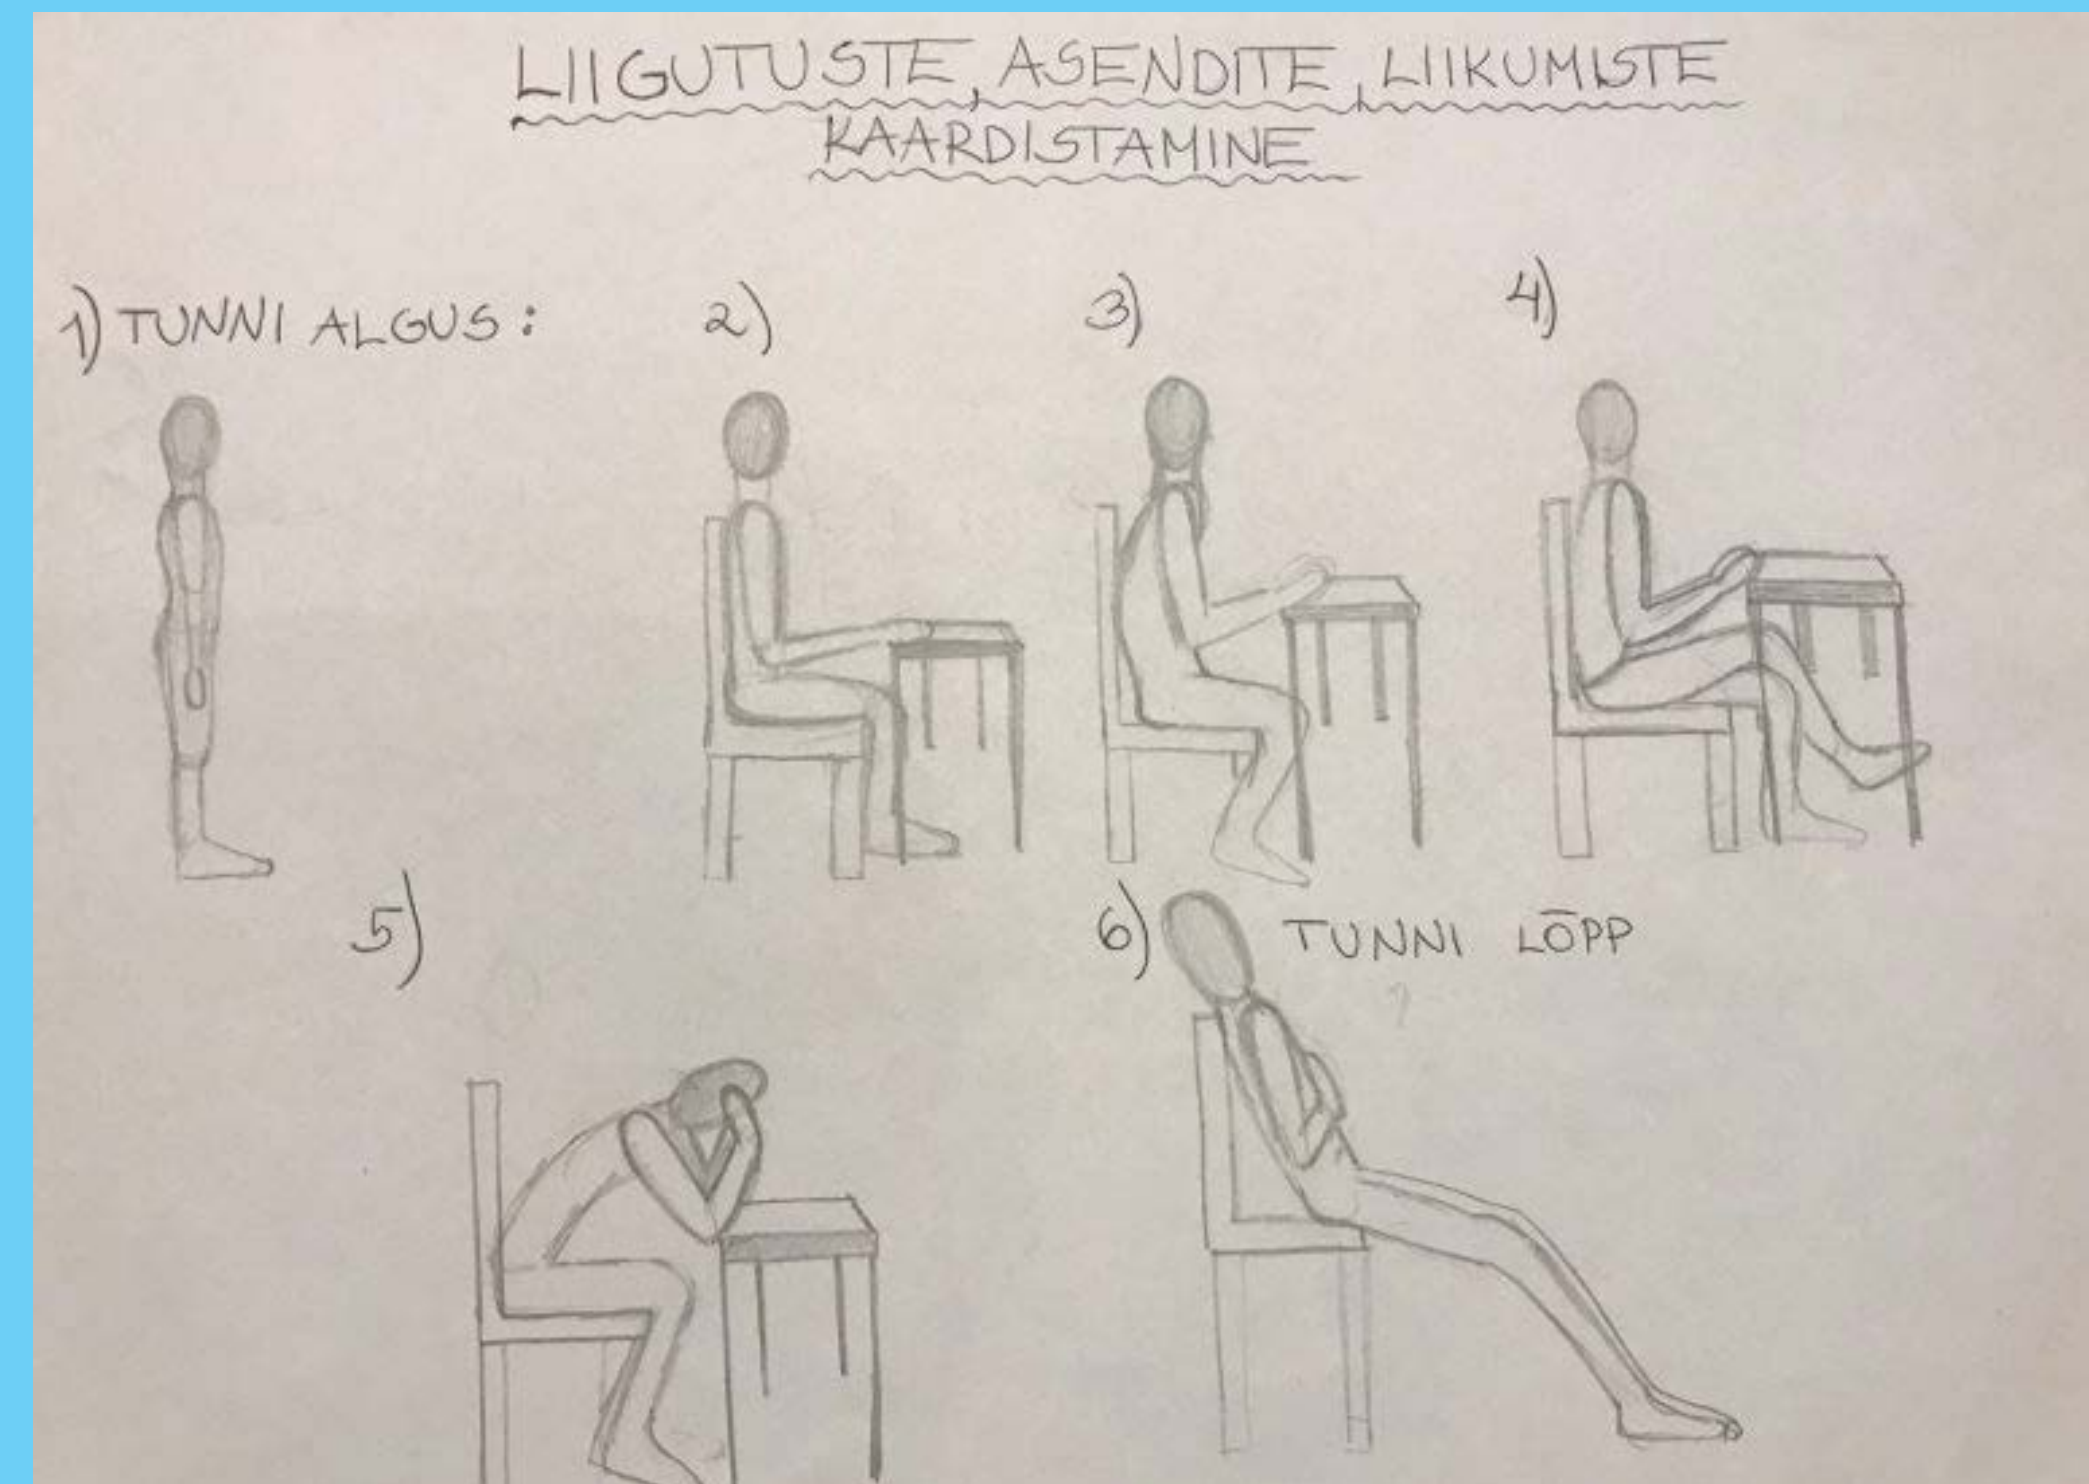 LIIGUTUSTE, ASENDITE, LIIKUMISTE
KAARDISTAMINE
1) TUNNI ALGUS:
2)
3)
4)
5)
6) TUNNI LÕPP